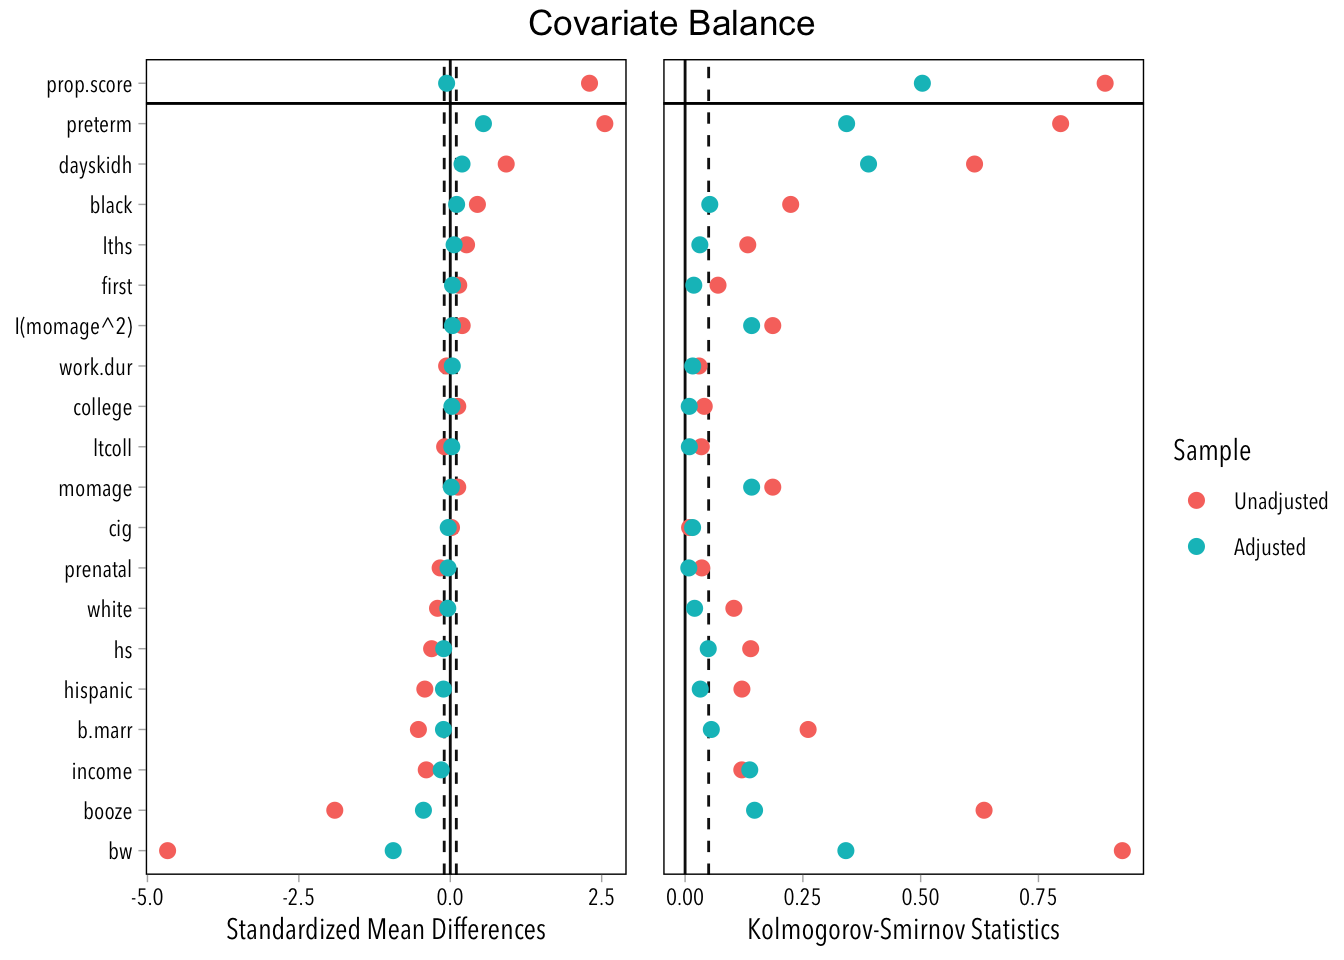 Covariate Balance
prop.score
preterm
dayskidh
black
lths
first
I(momage^2)
work.dur
college
ltcoll
momage
cig
prenatal
white
hs
hispanic
b.marr
income
booze
bw
-5.0 -2.5 0.0 2.5
Standardized Mean Differences
0.00 0.25 0.50 0.75
Kolmogorov-Smirnov Statistics
Sample
Unadjusted
Adjusted